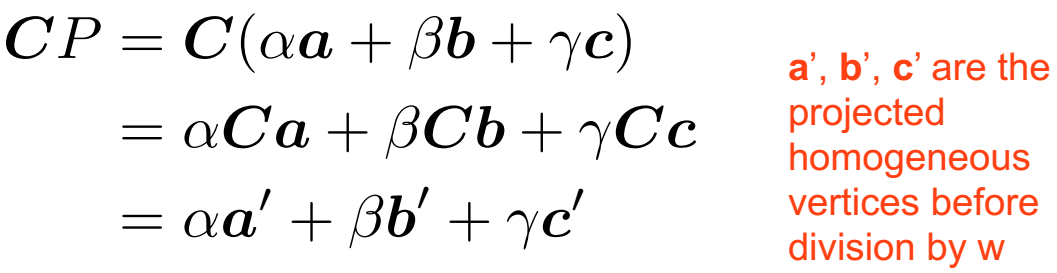 CP = C(αa + βb + γc)
= αCa + βCb + γCc
= αa′ + βb′ + γc′
a’, b’, c’ are the
projected
homogeneous
vertices before
division by w